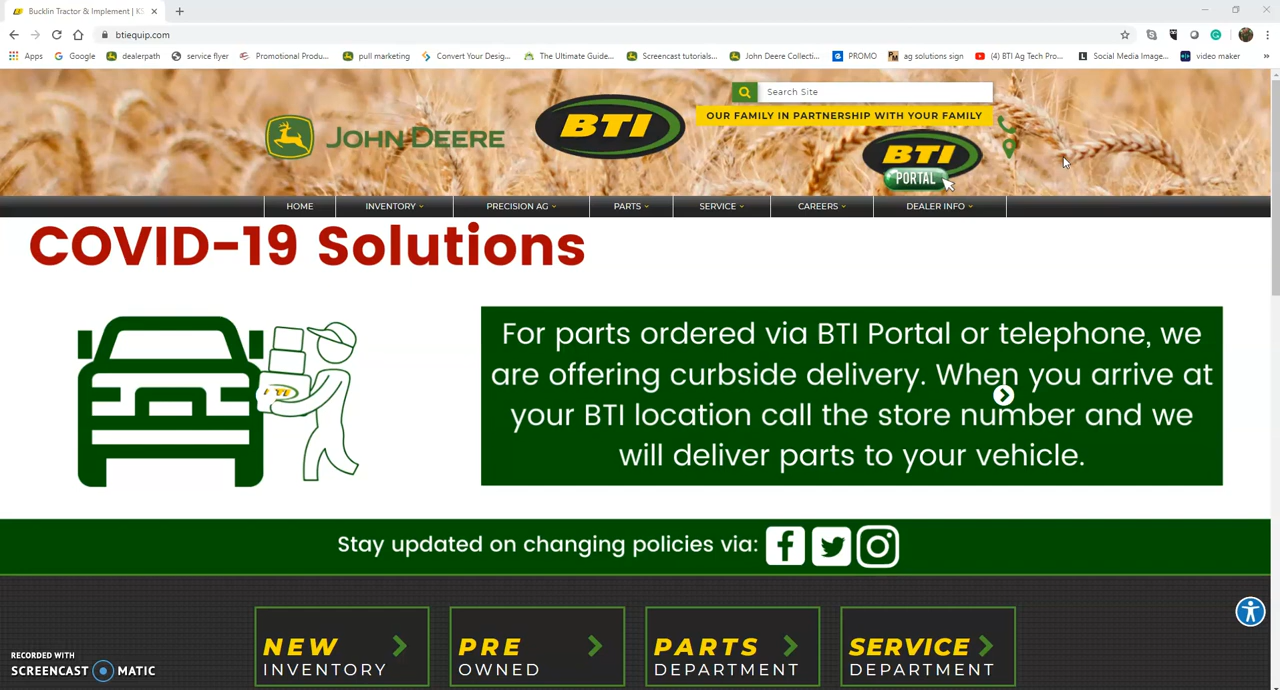 Bucklin Tractor & Implement | KS
btiequip.com
Apps Google dealerpath service flyer Promotional Produ... pull marketing Convert Your Desig... The Ultimate Guide... Screencast tutorials... John Deere Collecti... PROMO ag solutions sign (4) BTI Ag Tech Pro... Social Media Image... video maker »
Search Site
OUR FAMILY IN PARTNERSHIP WITH YOUR FAMILY
JOHN DEERE
BTI
BTI
PORTAL
HOME INVENTORY PRECISION AG PARTS SERVICE CAREERS DEALER INFO
COVID-19 Solutions
For parts ordered via BTI Portal or telephone, we
are offering curbside delivery. When you arrive at
your BTI location call the store number and we
will deliver parts to your vehicle.
BTI
Stay updated on changing policies via:
NEW
INVENTORY
PRE
OWNED
PARTS
DEPARTMENT
SERVICE
DEPARTMENT
RECORDED WITH
SCREENCAST MATIC